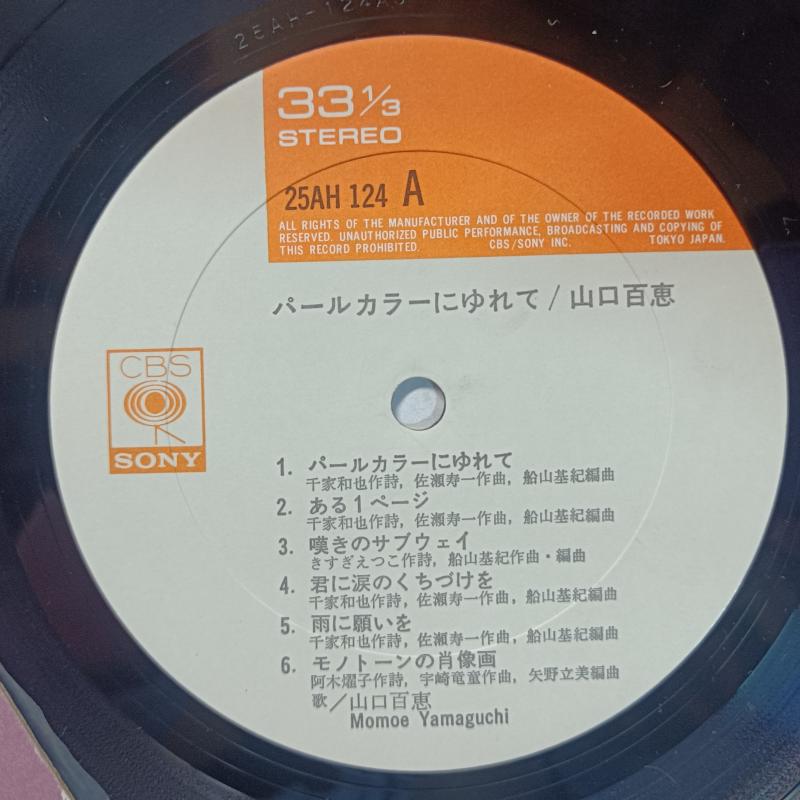 2EAH-124A
33 1/3
STEREO
25AH 124 A
ALL RIGHTS OF THE MANUFACTURER AND OF THE OWNER OF THE RECORDED WORK
RESERVED. UNAUTHORIZED PUBLIC PERFORMANCE, BROADCASTING AND COPYING OF
THIS RECORD PROHIBITED. CBS/SONY INC. TOKYO JAPAN.
パールカラーにゆれて/山口百恵
CBS
SONY
1. パールカラーにゆれて
千家和也作詩, 佐瀬寿一作曲, 船山基紀編曲
2. ある1ページ
千家和也作詩, 佐瀬寿一作曲, 船山基紀編曲
3. 嘆きのサブウェイ
きすぎえつこ作詩, 船山基紀作曲・編曲
4. 君に涙のくちづけを
千家和也作詩, 佐瀬寿一作曲, 船山基紀編曲
5. 雨に願いを
千家和也作詩, 佐瀬寿一作曲, 船山基紀編曲
6. モノトーンの肖像画
阿木燿子作詩, 宇崎竜童作曲, 矢野立美編曲
歌/山口百恵
Momoe Yamaguchi